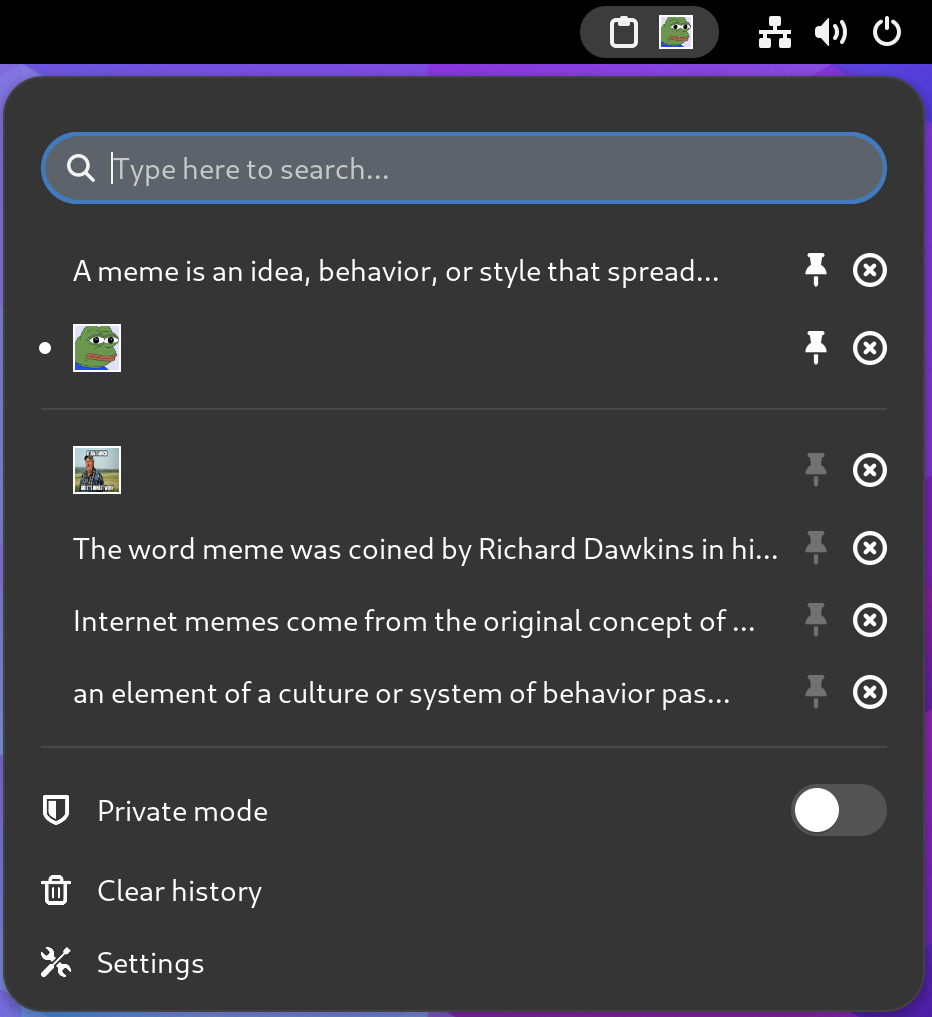 Type here to search...
A meme is an idea, behavior, or style that spread...
The word meme was coined by Richard Dawkins in hi...
Internet memes come from the original concept of ...
an element of a culture or system of behavior pas...
Private mode
Clear history
Settings